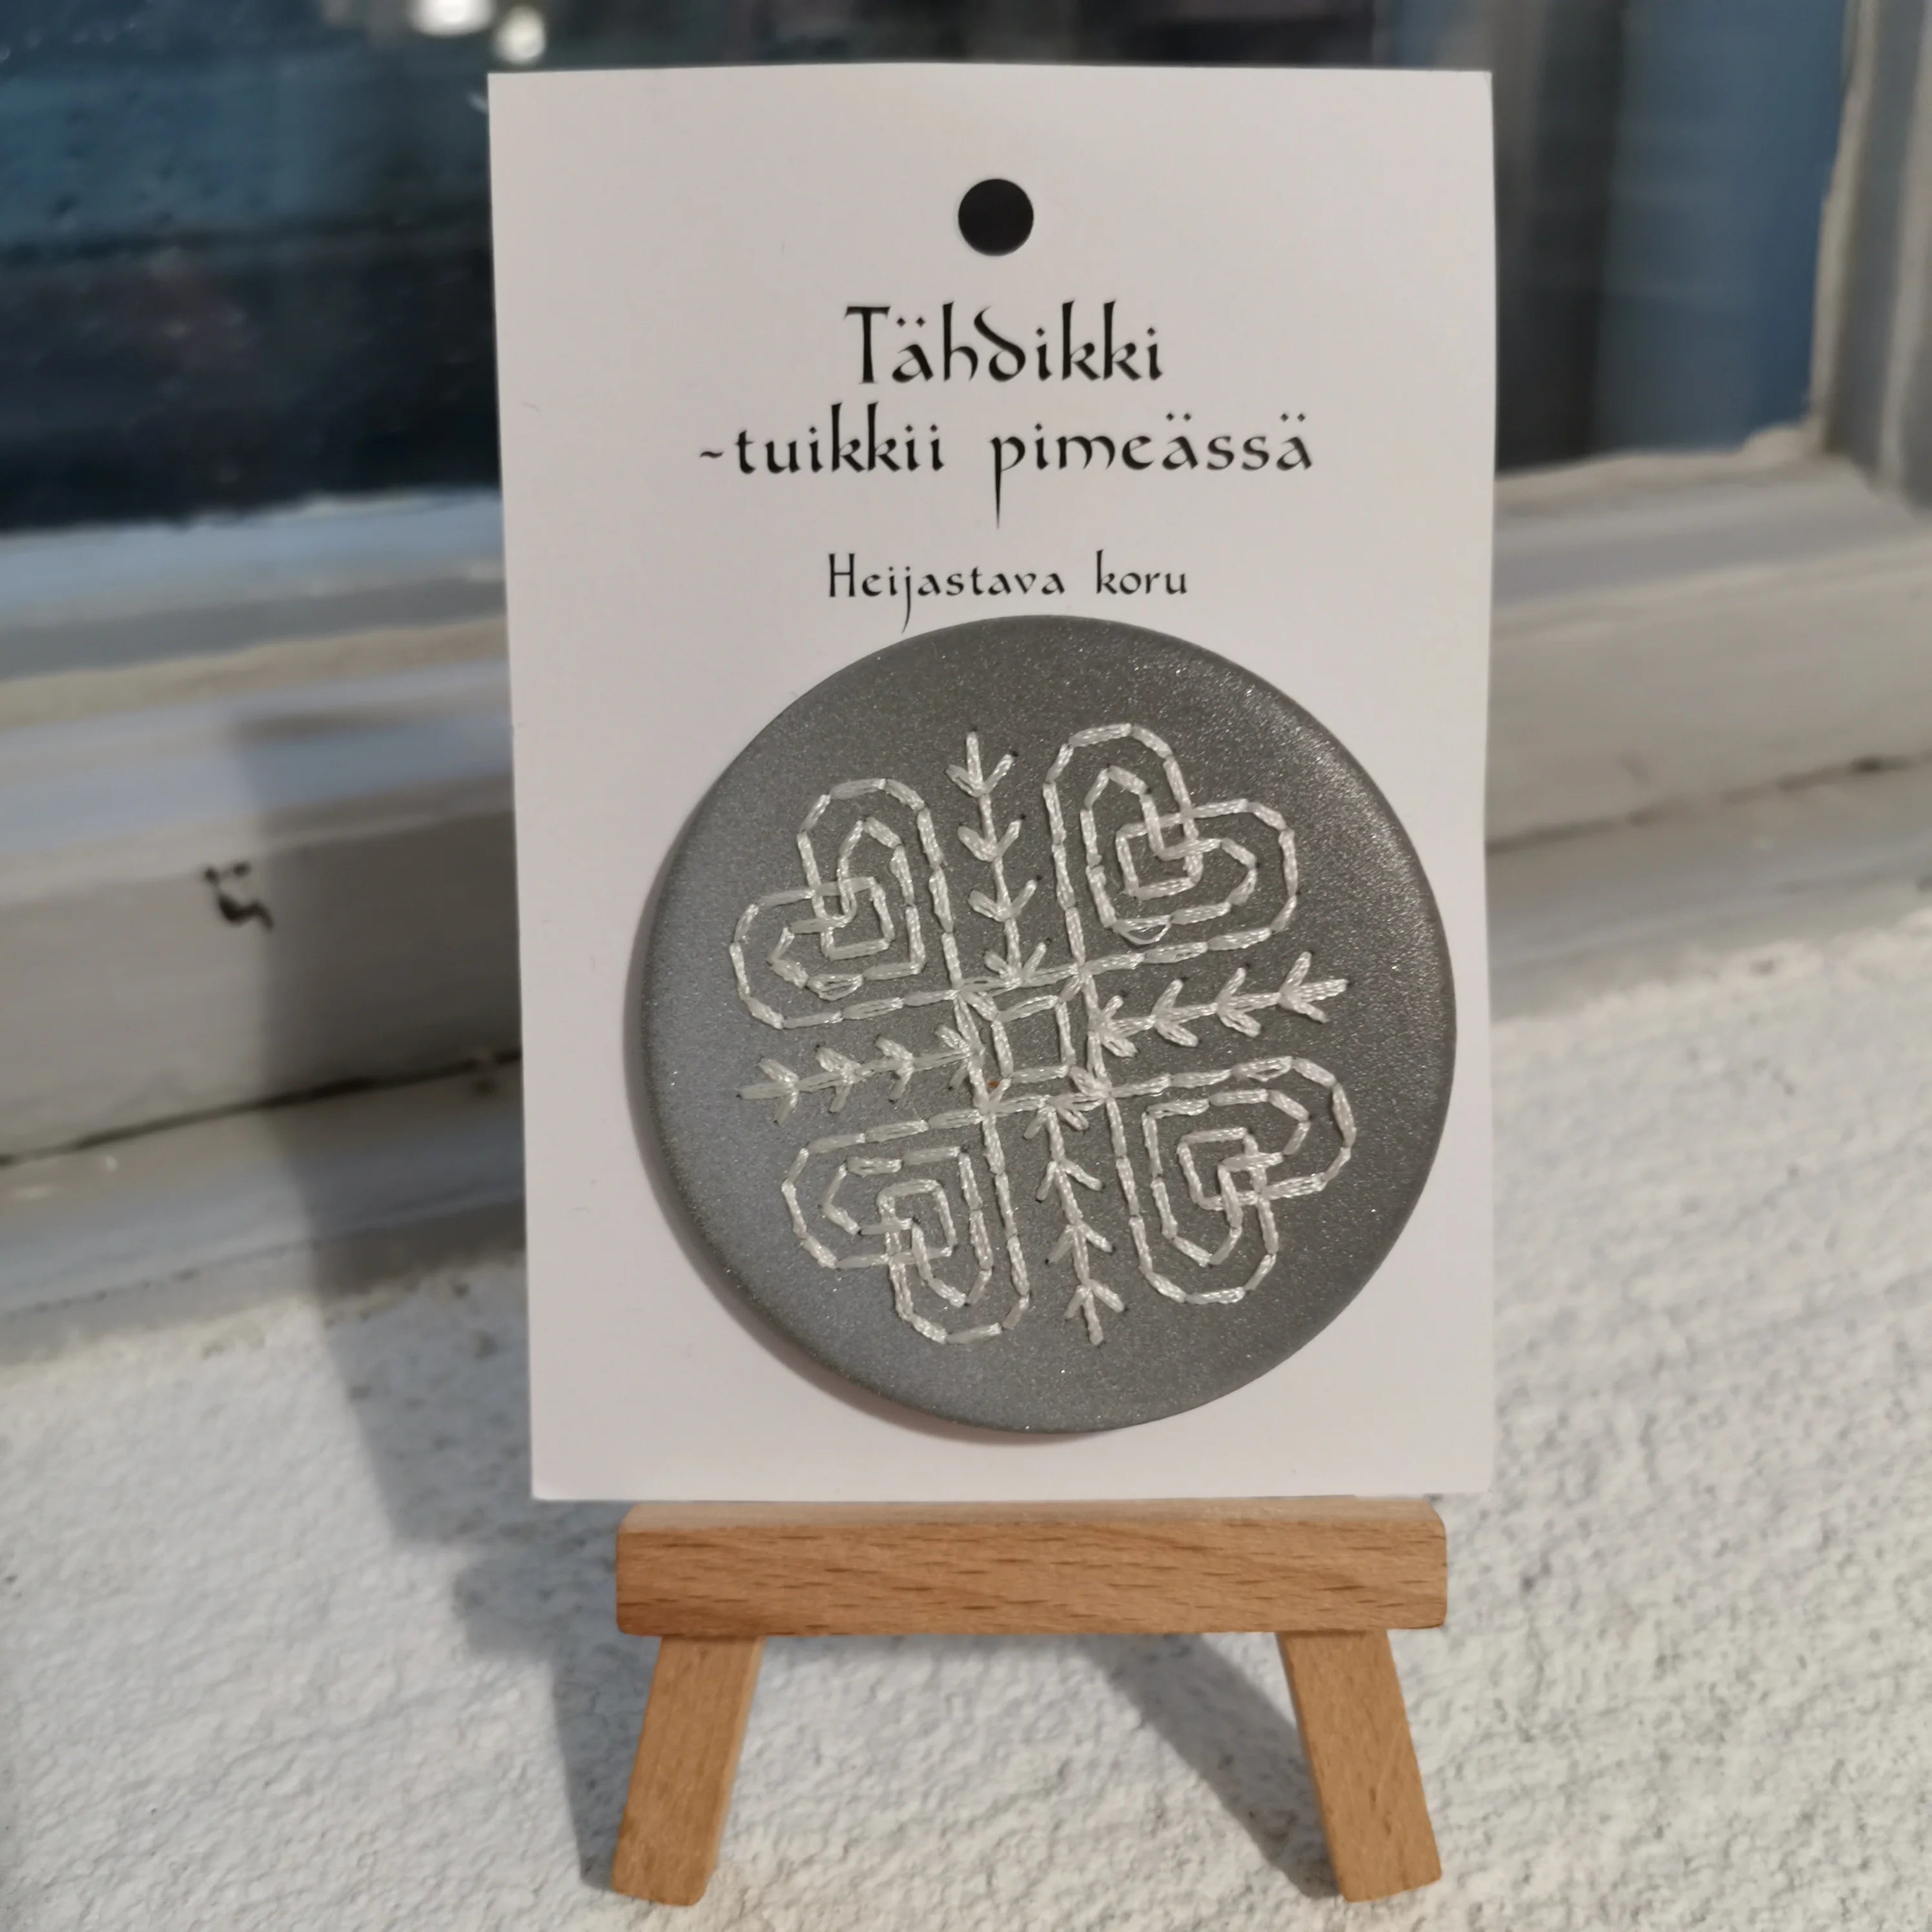 Tähdikki
-tuikkii pimeässä
Heijastava koru